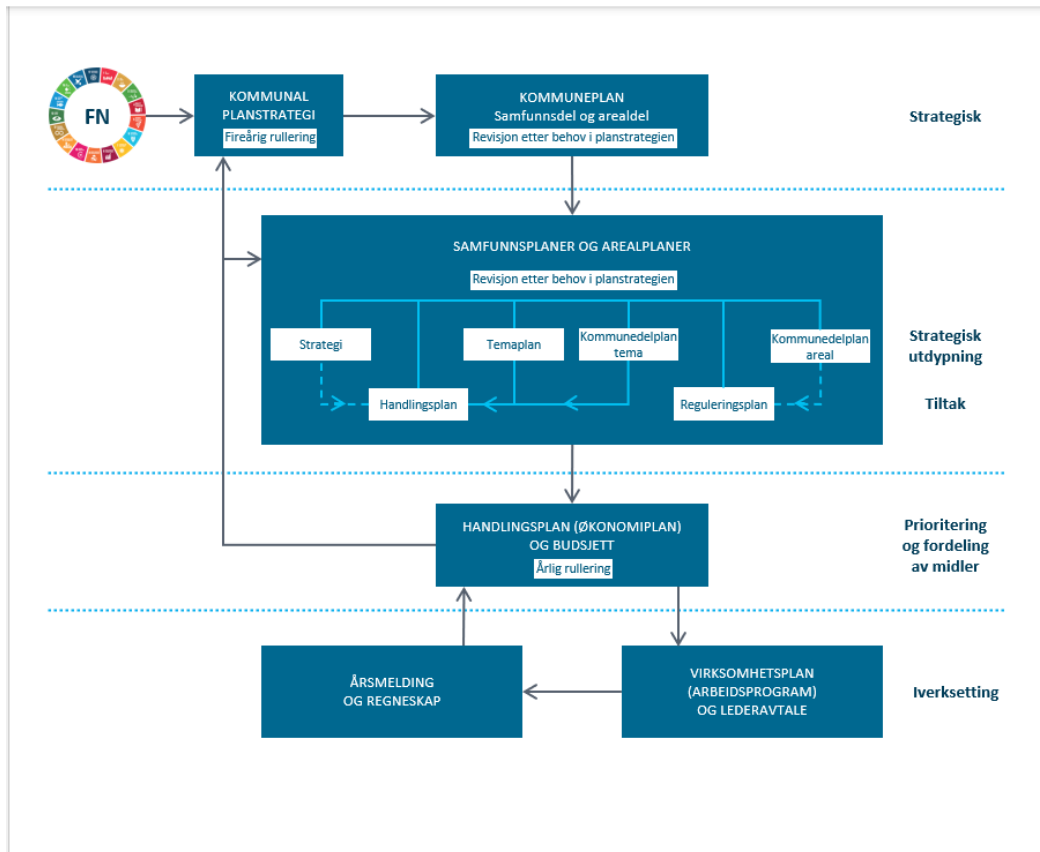 FN
KOMMUNAL
PLANSTRATEGI
Fireårig rullering
KOMMUNEPLAN
Samfunnsdel og arealdel
Revisjon etter behov i planstrategien
Strategisk
SAMFUNNSPLANER OG AREALPLANER
Revisjon etter behov i planstrategien
Strategi
Temaplan
Kommunedelplan
tema
Kommunedelplan
areal
Strategisk
utdypning
Handlingsplan
Reguleringsplan
Tiltak
HANDLINGSPLAN (ØKONOMIPLAN)
OG BUDSJETT
Årlig rullering
Prioritering
og fordeling
av midler
ÅRSMELDING
OG REGNESKAP
VIRKSOMHETSPLAN
(ARBEIDSPROGRAM)
OG LEDERAVTALE
Iverksetting